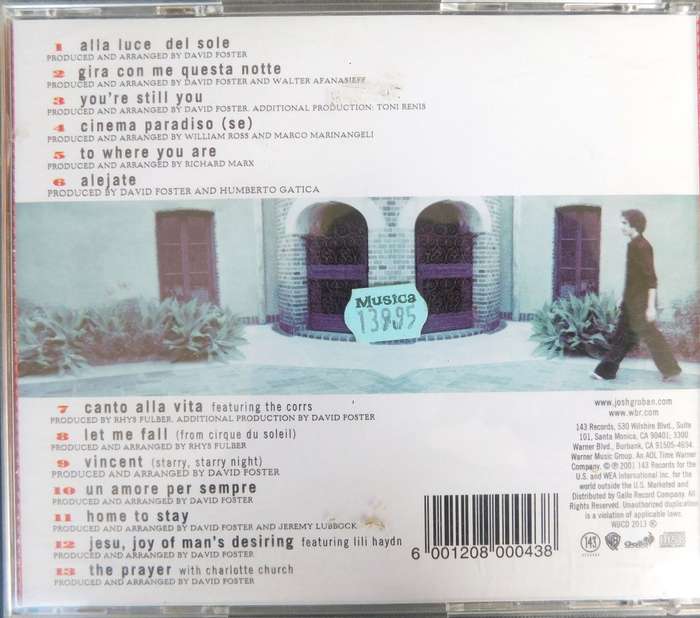 1 alla luce del sole
PRODUCED AND ARRANGED BY DAVID FOSTER
2 gira con me questa notte
PRODUCED AND ARRANGED BY DAVID FOSTER AND WALTER AFANASIEFF
3 you're still you
PRODUCED AND ARRANGED BY DAVID FOSTER. ADDITIONAL PRODUCTION: TONI RENIS
4 cinema paradiso (se)
PRODUCED AND ARRANGED BY WILLIAM ROSS AND MARCO MARINANGELI
5 to where you are
PRODUCED AND ARRANGED BY RICHARD MARX
6 alejate
PRODUCED BY DAVID FOSTER AND HUMBERTO GATICA
Musica
139.95
7 canto alla vita featuring the corrs
PRODUCED BY RHYS FULBER. ADDITIONAL PRODUCTION BY DAVID FOSTER
8 let me fall (from cirque du soleil)
PRODUCED AND ARRANGED BY RHYS FULBER
9 vincent (starry, starry night)
PRODUCED AND ARRANGED BY DAVID FOSTER
10 un amore per sempre
PRODUCED AND ARRANGED BY DAVID FOSTER
11 home to stay
PRODUCED AND ARRANGED BY DAVID FOSTER AND JEREMY LUBBOCK
12 jesu, joy of man's desiring featuring lili haydn
PRODUCED AND ARRANGED BY DAVID FOSTER
13 the prayer with charlotte church
PRODUCED AND ARRANGED BY DAVID FOSTER
www.joshgroban.com
www.wbr.com
143 Records, 530 Wilshire Blvd., Suite
101, Santa Monica, CA 90401; 3300
Warner Blvd., Burbank, CA 91505-4694.
Warner Music Group. An AOL Time Warner
Company. © ℗ 2001 143 Records for the
U.S. and WEA International Inc. for the
world outside the U.S. Marketed and
Distributed by Gallo Record Company. All
Rights Reserved. Unauthorized duplication
is a violation of applicable laws.
WBCD 2013
6 001208 000438
143
RECORDS
WB
Gallo
disc